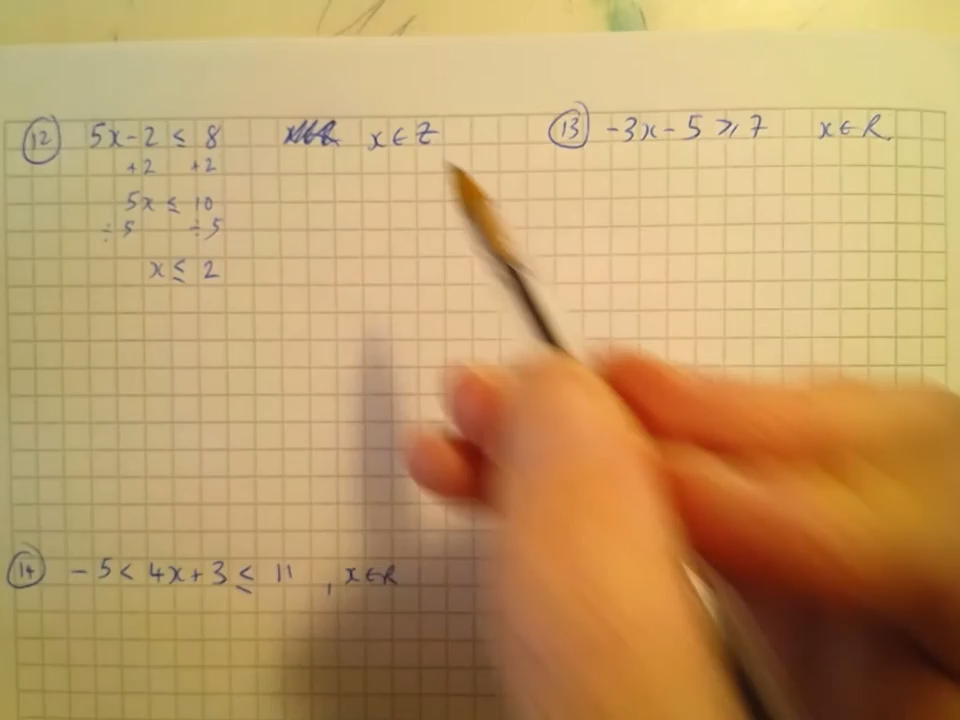 12 5x - 2 ≤ 8 x ∈ Z
+2 +2
5x ≤ 10
÷5 ÷5
x ≤ 2
13 -3x - 5 ≥ 7 x ∈ R
14 -5 < 4x + 3 ≤ 11 , x ∈ R